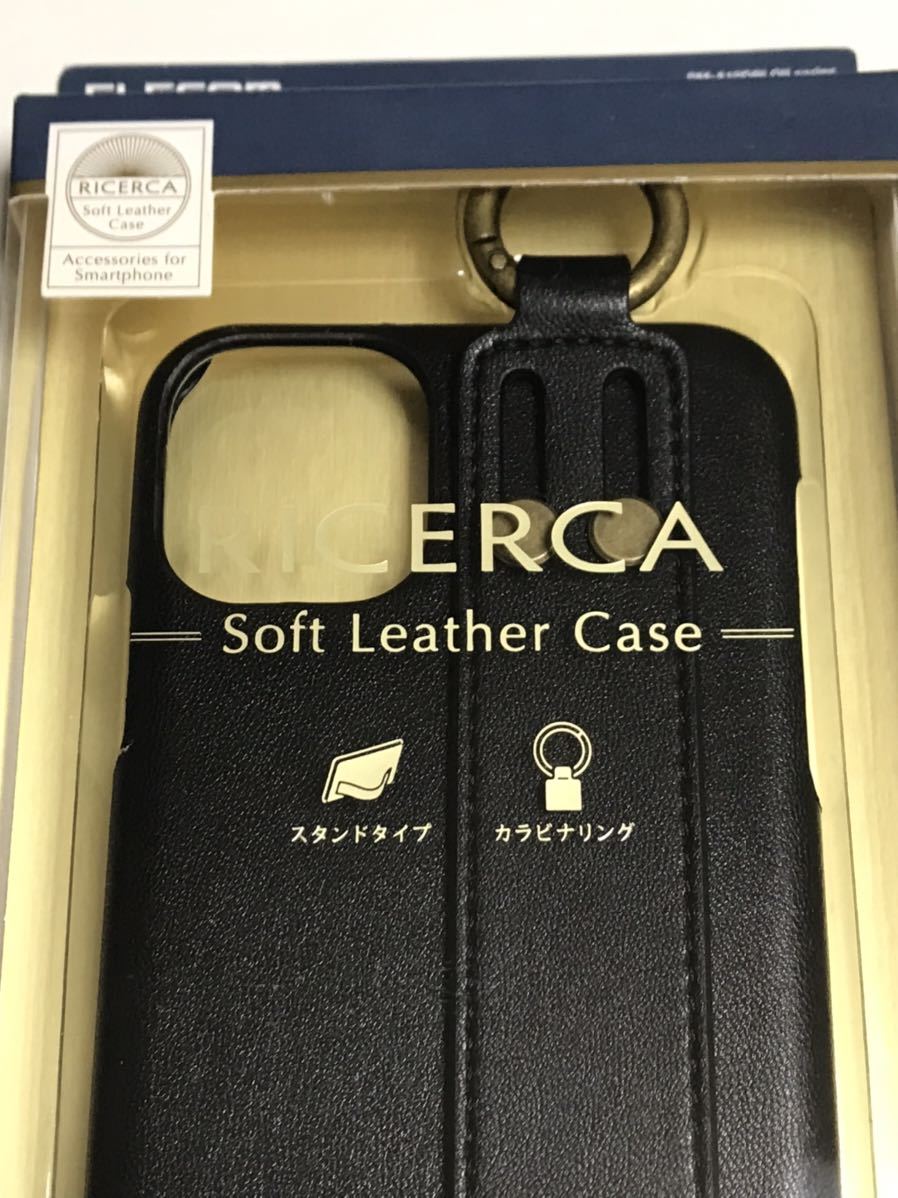 RICERCA
Soft Leather
Case
Accessories for
Smartphone
RiCERCA
Soft Leather Case
スタンドタイプ
カラビナリング